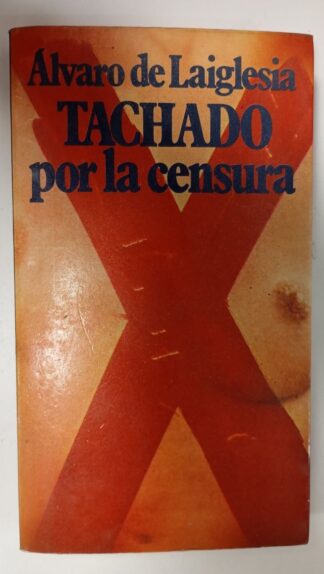 Álvaro de Laiglesia
TACHADO
por la censura